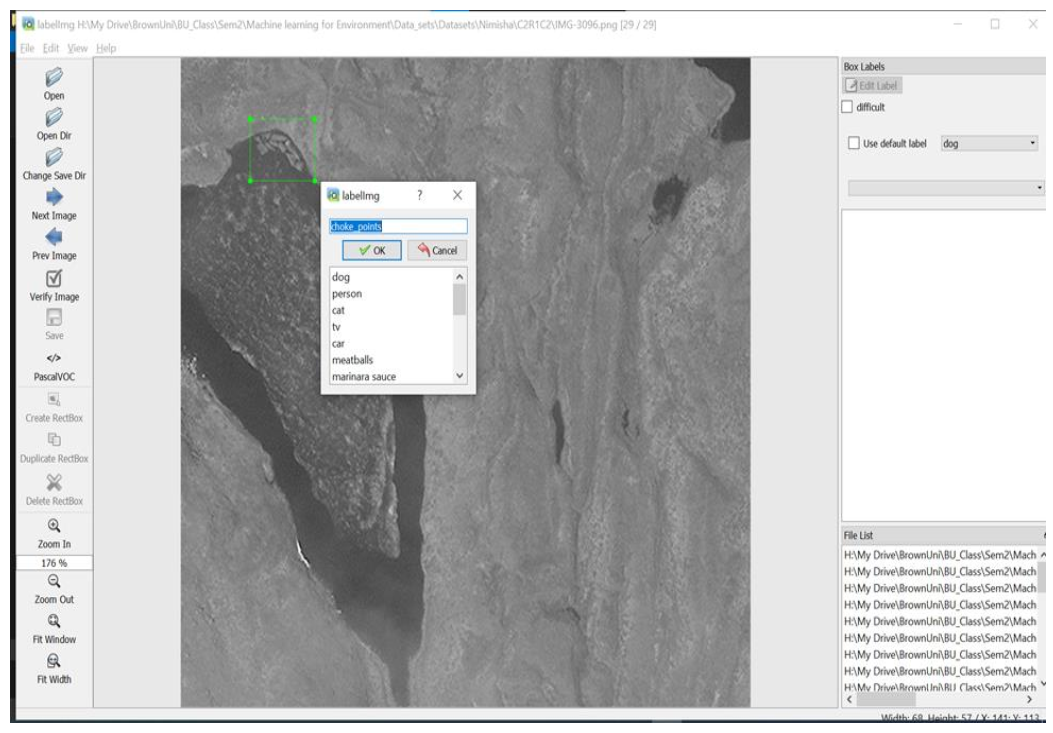 labelImg H:\My Drive\BrownUni\BU_Class\Sem2\Machine learning for Environment\Data_sets\Datasets\Nimisha\C2R1C2\IMG-3096.png [29 / 29]
File Edit View Help
Open
Open Dir
Change Save Dir
Next Image
Prev Image
Verify Image
Save
</>
PascalVOC
Create RectBox
Duplicate RectBox
Delete RectBox
Zoom In
176 %
Zoom Out
Fit Window
Fit Width
labelImg ?
choke_points
OK Cancel
dog
person
cat
tv
car
meatballs
marinara sauce
Box Labels
Edit Label
difficult
Use default label dog
File List
H:\My Drive\BrownUni\BU_Class\Sem2\Mach
H:\My Drive\BrownUni\BU_Class\Sem2\Mach
H:\My Drive\BrownUni\BU_Class\Sem2\Mach
H:\My Drive\BrownUni\BU_Class\Sem2\Mach
H:\My Drive\BrownUni\BU_Class\Sem2\Mach
H:\My Drive\BrownUni\BU_Class\Sem2\Mach
H:\My Drive\BrownUni\BU_Class\Sem2\Mach
H:\My Drive\BrownUni\BU_Class\Sem2\Mach
H:\My Drive\BrownUni\BU_Class\Sem2\Mach
Width: 68, Height: 57 / X: 141; Y: 113